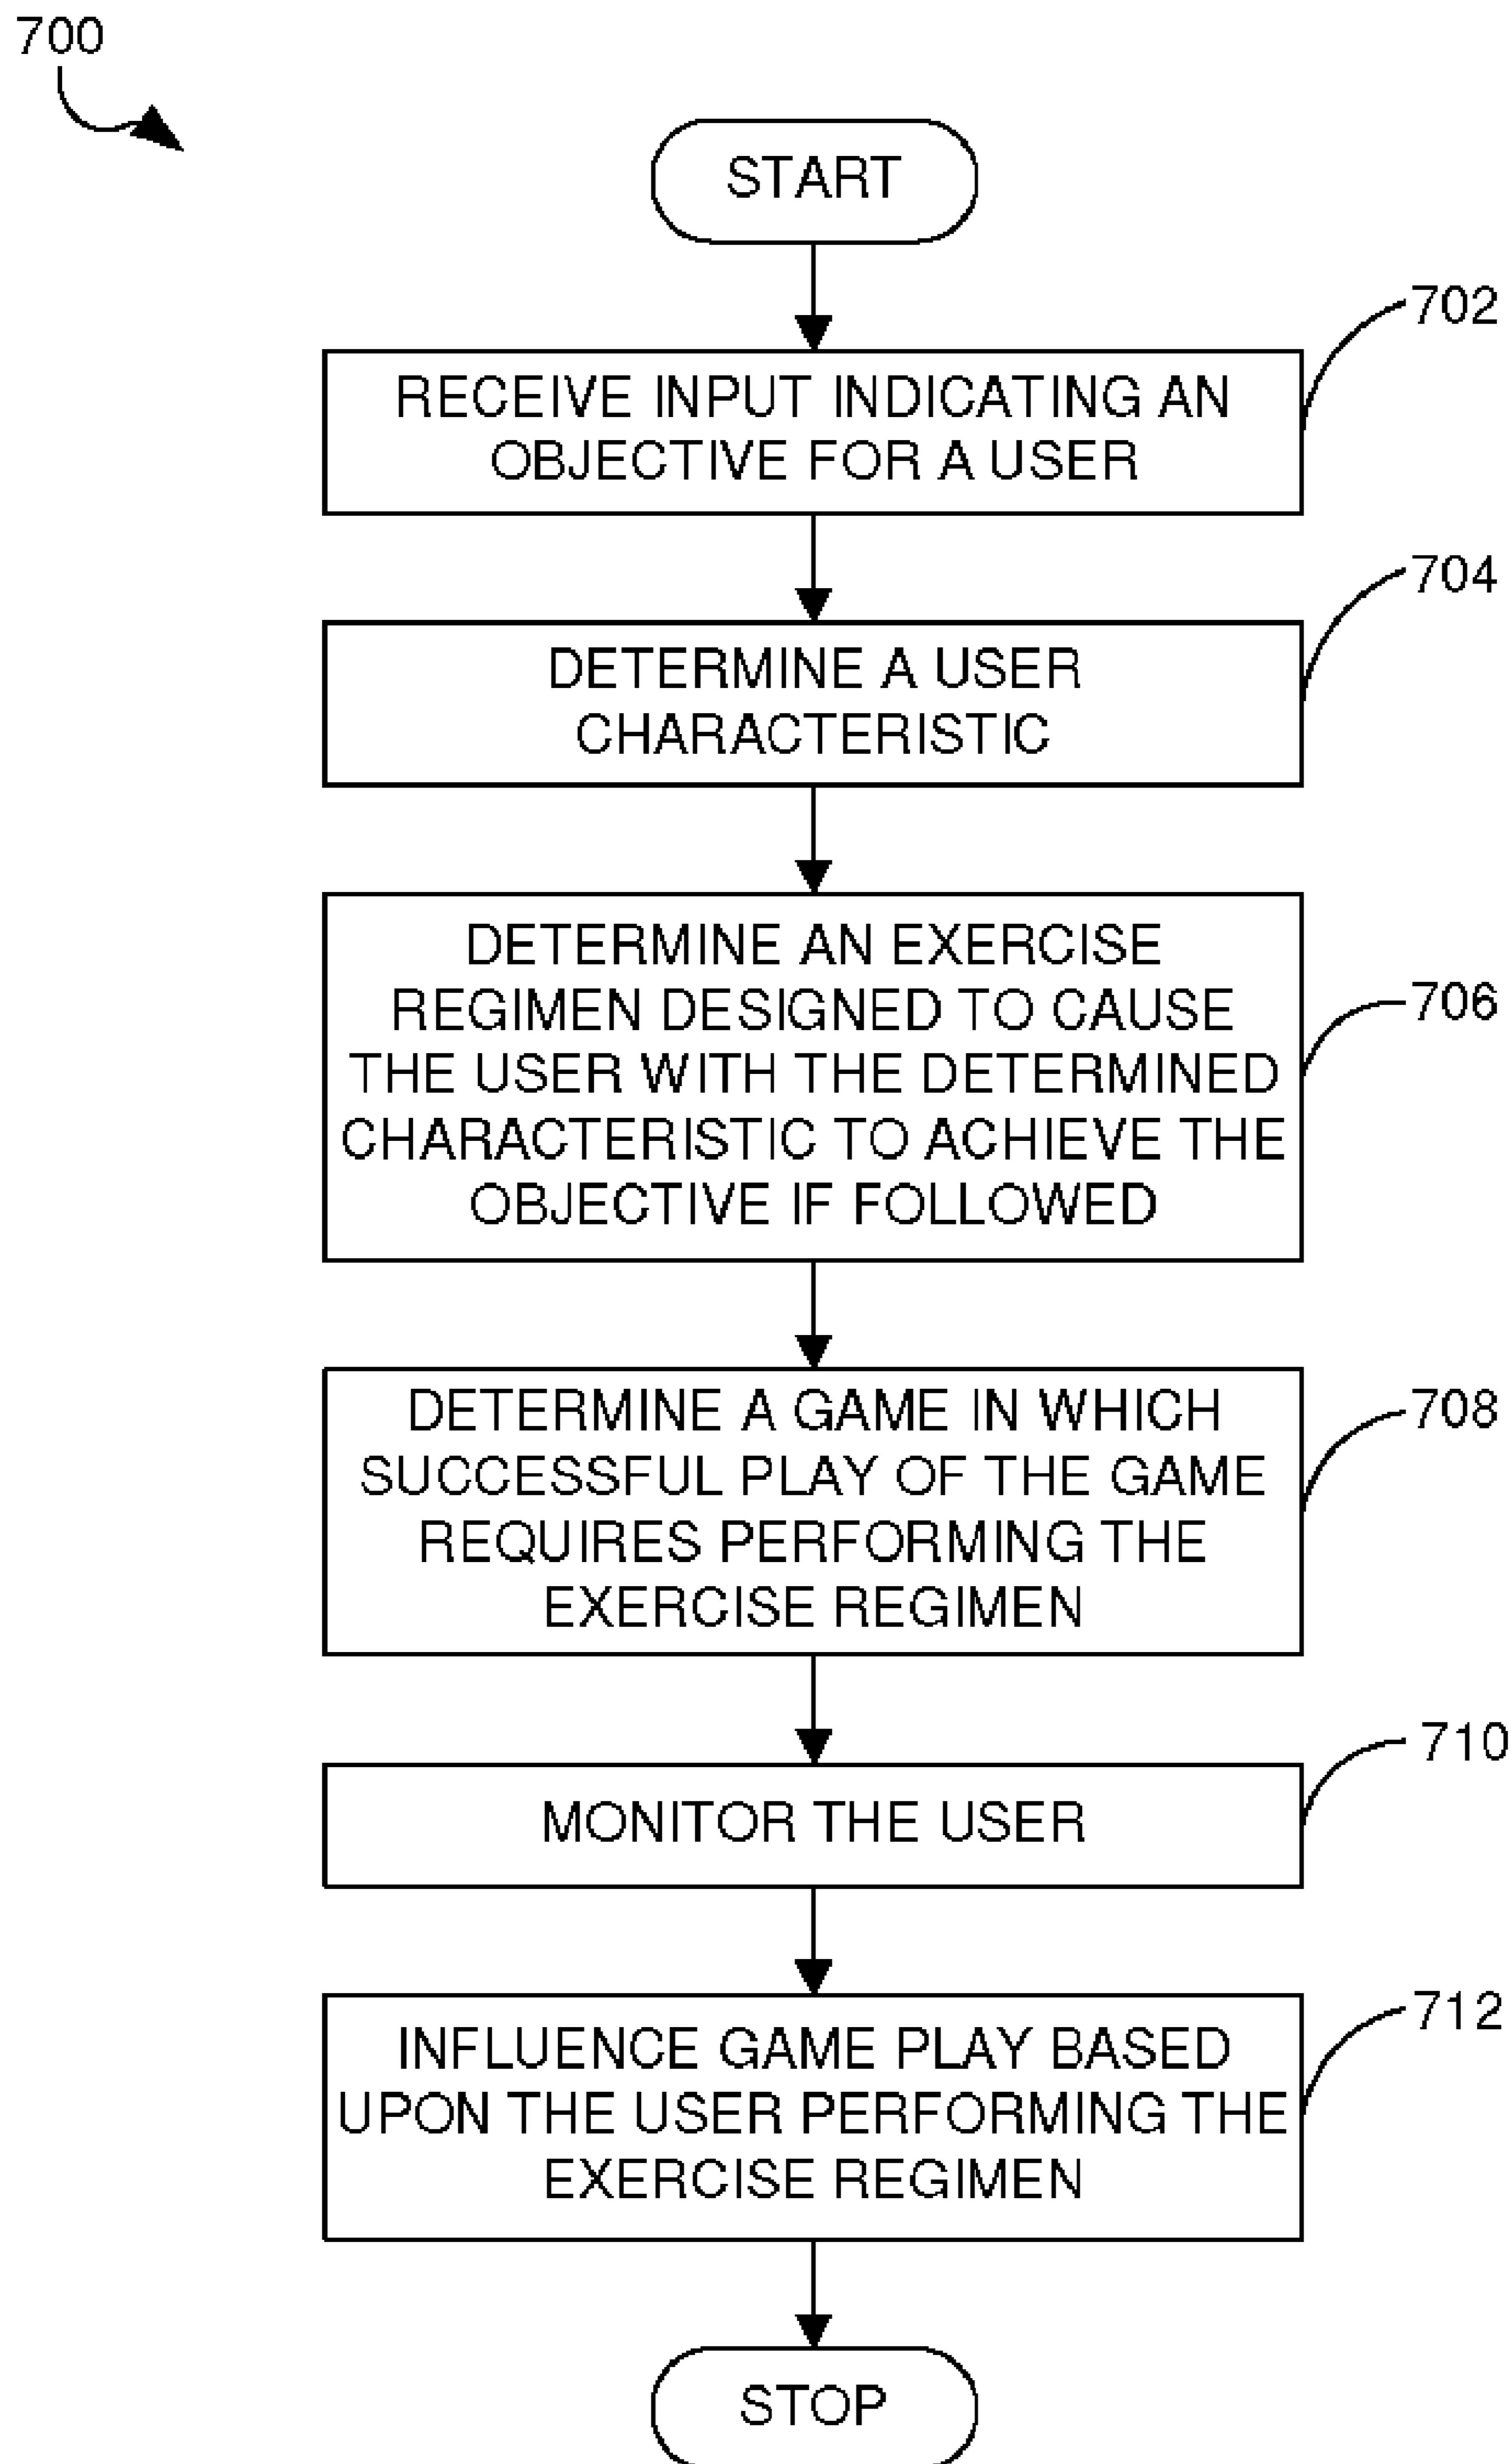 700
START
702
RECEIVE INPUT INDICATING AN
OBJECTIVE FOR A USER
704
DETERMINE A USER
CHARACTERISTIC
706
DETERMINE AN EXERCISE
REGIMEN DESIGNED TO CAUSE
THE USER WITH THE DETERMINED
CHARACTERISTIC TO ACHIEVE THE
OBJECTIVE IF FOLLOWED
708
DETERMINE A GAME IN WHICH
SUCCESSFUL PLAY OF THE GAME
REQUIRES PERFORMING THE
EXERCISE REGIMEN
710
MONITOR THE USER
712
INFLUENCE GAME PLAY BASED
UPON THE USER PERFORMING THE
EXERCISE REGIMEN
STOP